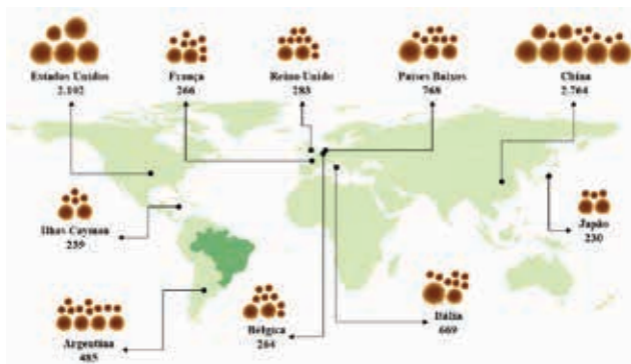 Estados Unidos
2.102
França
266
Reino Unido
283
Países Baixos
768
China
2.764
Ilhas Cayman
239
Japão
230
Argentina
485
Bélgica
264
Itália
669